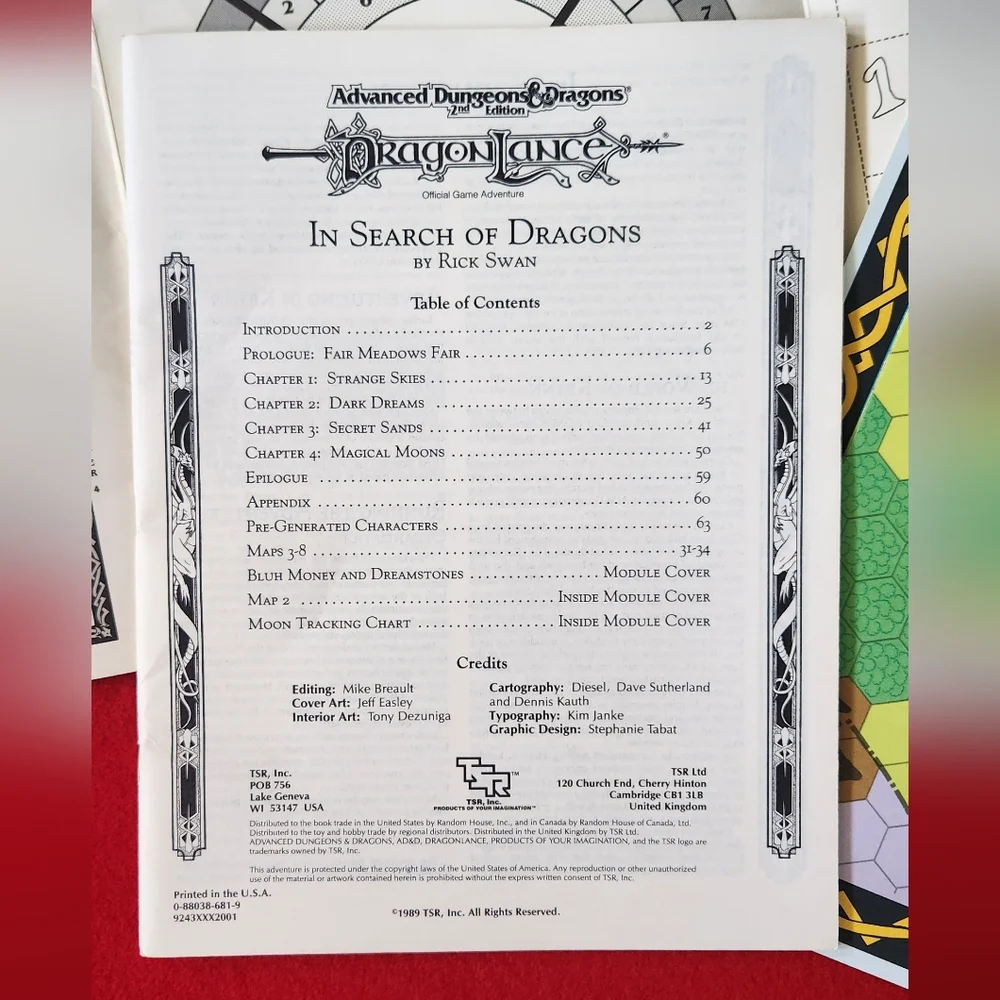 2
7
1
Advanced Dungeons & Dragons®
2nd Edition
DRAGONLANCE®
Official Game Adventure
IN SEARCH OF DRAGONS
BY RICK SWAN
Table of Contents
INTRODUCTION .......... 2
PROLOGUE: FAIR MEADOWS FAIR .......... 6
CHAPTER 1: STRANGE SKIES .......... 13
CHAPTER 2: DARK DREAMS .......... 25
CHAPTER 3: SECRET SANDS .......... 41
CHAPTER 4: MAGICAL MOONS .......... 50
EPILOGUE .......... 59
APPENDIX .......... 60
PRE-GENERATED CHARACTERS .......... 63
MAPS 3-8 .......... 31-34
BLUH MONEY AND DREAMSTONES .......... MODULE COVER
MAP 2 .......... INSIDE MODULE COVER
MOON TRACKING CHART .......... INSIDE MODULE COVER
Credits
Editing: Mike Breault
Cover Art: Jeff Easley
Interior Art: Tony Dezuniga
Cartography: Diesel, Dave Sutherland
and Dennis Kauth
Typography: Kim Janke
Graphic Design: Stephanie Tabat
TSR, Inc.
POB 756
Lake Geneva
WI 53147 USA
TSR™
TSR, Inc.
PRODUCTS OF YOUR IMAGINATION™
TSR Ltd
120 Church End, Cherry Hinton
Cambridge CB1 3LB
United Kingdom
Distributed to the book trade in the United States by Random House, Inc., and in Canada by Random House of Canada, Ltd.
Distributed to the toy and hobby trade by regional distributors. Distributed in the United Kingdom by TSR Ltd.
ADVANCED DUNGEONS & DRAGONS, AD&D, DRAGONLANCE, PRODUCTS OF YOUR IMAGINATION, and the TSR logo are
trademarks owned by TSR, Inc.
This adventure is protected under the copyright laws of the United States of America. Any reproduction or other unauthorized
use of the material or artwork contained herein is prohibited without the express written consent of TSR, Inc.
Printed in the U.S.A.
0-88038-681-9
9243XXX2001
©1989 TSR, Inc. All Rights Reserved.